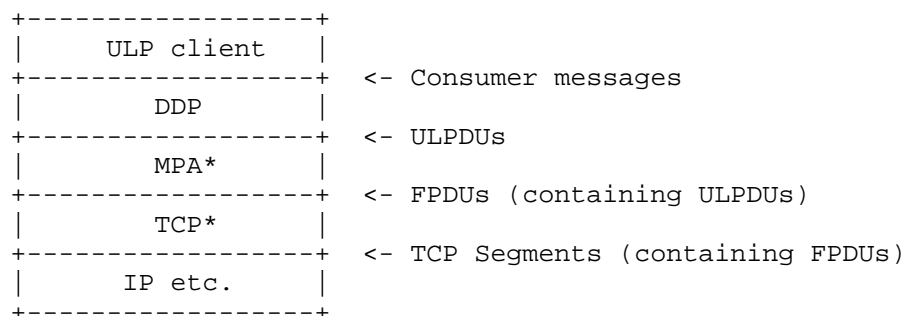 +------------------+
|     ULP client   |
+------------------+  <- Consumer messages
|        DDP       |
+------------------+  <- ULPDUs
|        MPA*      |
+------------------+  <- FPDUs (containing ULPDUs)
|        TCP*      |
+------------------+  <- TCP Segments (containing FPDUs)
|      IP etc.     |
+------------------+